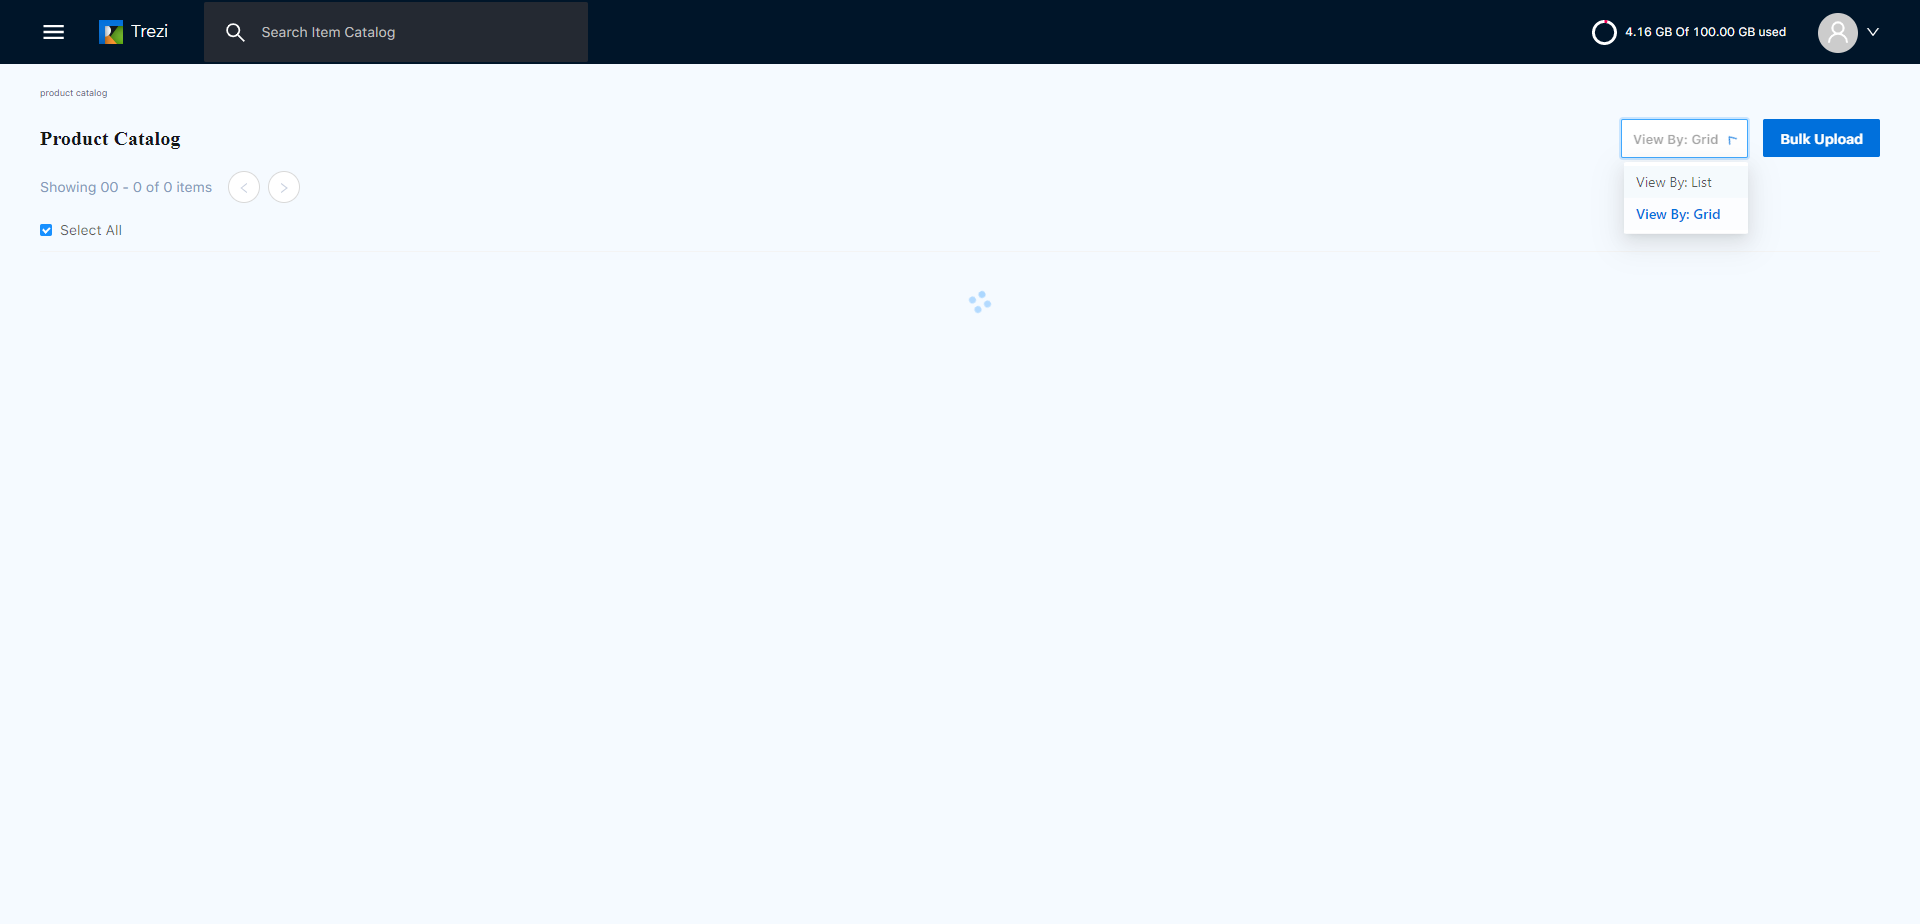 Trezi
Search Item Catalog
4.16 GB Of 100.00 GB used
product catalog
Product Catalog
View By: Grid
Bulk Upload
View By: List
View By: Grid
Showing 00 - 0 of 0 items
Select All